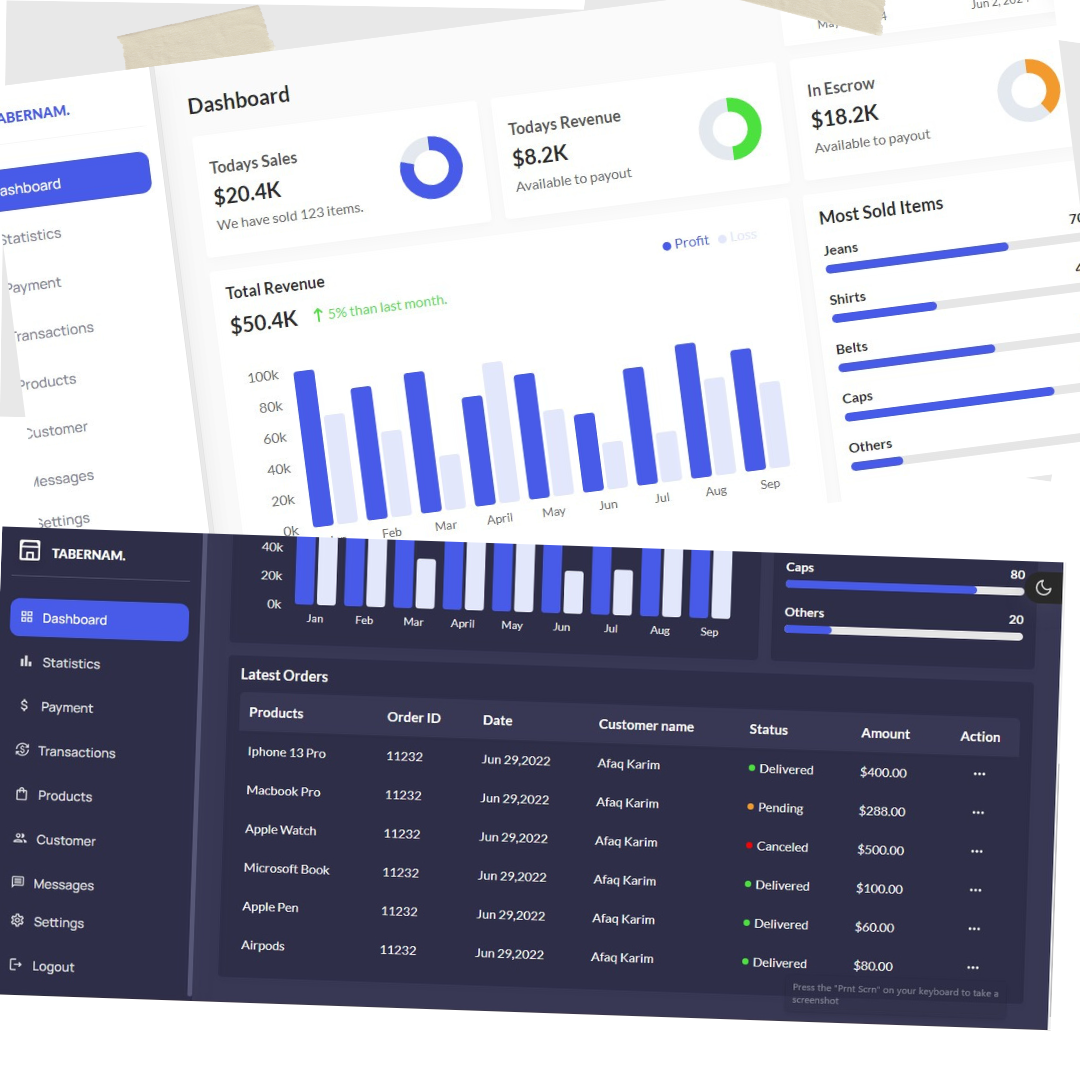 TABERNAM.
Dashboard
Statistics
Payment
Transactions
Products
Customer
Messages
Settings
Dashboard
Todays Sales
$20.4K
We have sold 123 items.
Todays Revenue
$8.2K
Available to payout
In Escrow
$18.2K
Available to payout
Total Revenue
$50.4K
5% than last month.
Profit Loss
100k
80k
60k
40k
20k
0k
Feb Mar April May Jun Jul Aug Sep
Most Sold Items
Jeans 70
Shirts
Belts
Caps
Others
TABERNAM.
Dashboard
Statistics
Payment
Transactions
Products
Customer
Messages
Settings
Logout
40k
20k
0k
Jan Feb Mar April May Jun Jul Aug Sep
Caps 80
Others 20
Latest Orders
Products Order ID Date Customer name Status Amount Action
Iphone 13 Pro 11232 Jun 29,2022 Afaq Karim Delivered $400.00 ...
Macbook Pro 11232 Jun 29,2022 Afaq Karim Pending $288.00 ...
Apple Watch 11232 Jun 29,2022 Afaq Karim Canceled $500.00 ...
Microsoft Book 11232 Jun 29,2022 Afaq Karim Delivered $100.00 ...
Apple Pen 11232 Jun 29,2022 Afaq Karim Delivered $60.00 ...
Airpods 11232 Jun 29,2022 Afaq Karim Delivered $80.00 ...
Press the "Prnt Scrn" on your keyboard to take a
screenshot